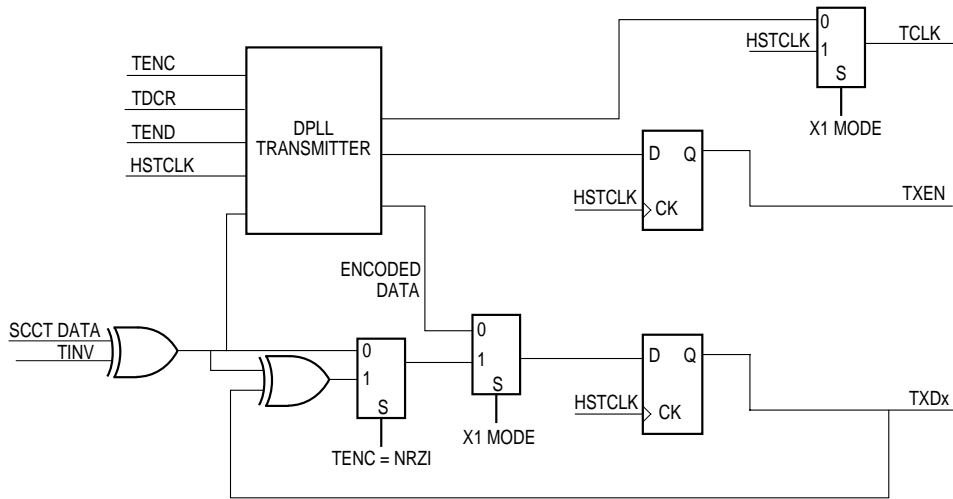 0
HSTCLK
1
TCLK
S
X1 MODE
TENC
TDCR
TEND
HSTCLK
DPLL
TRANSMITTER
D Q
HSTCLK
CK
TXEN
ENCODED
DATA
SCCT DATA
TINV
0
1
S
TENC = NRZI
0
1
S
X1 MODE
D Q
HSTCLK
CK
TXDx